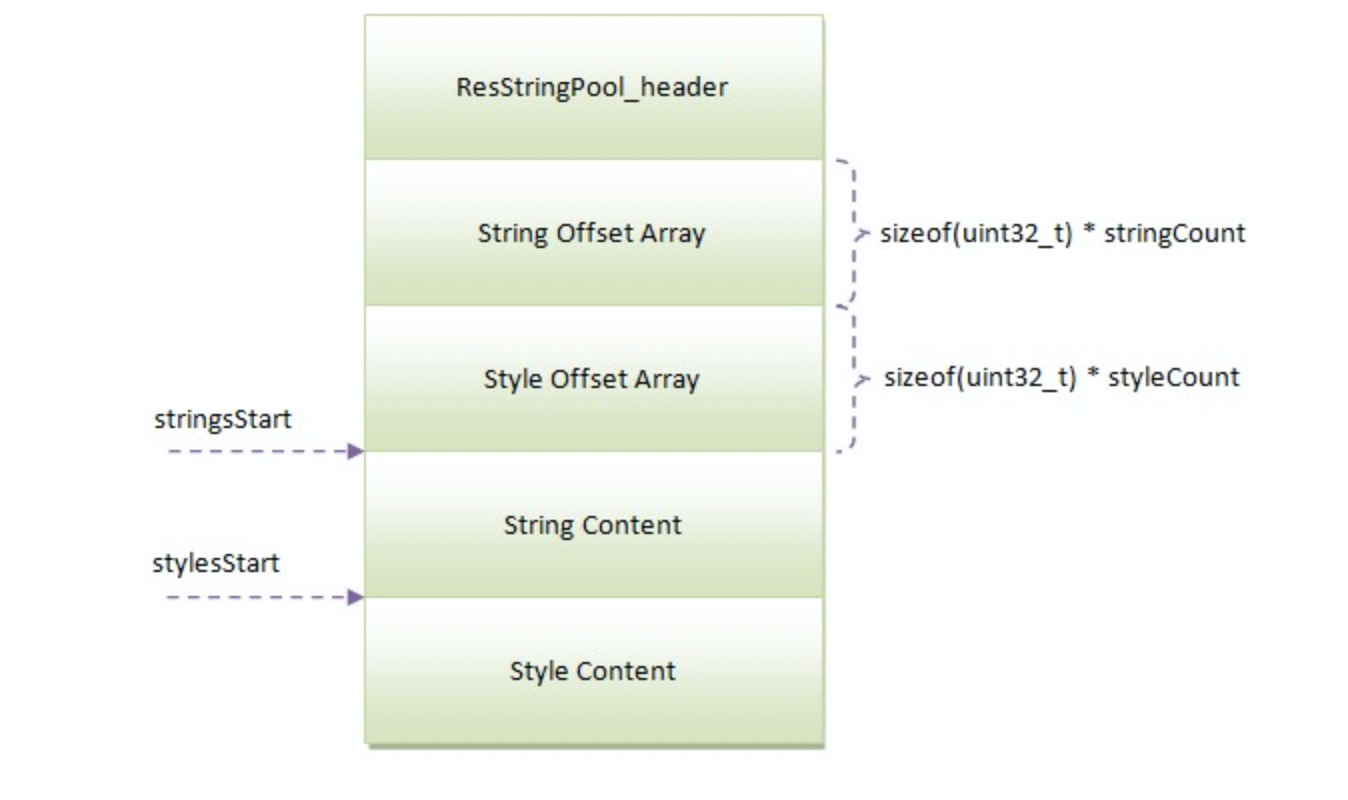 ResStringPool_header
String Offset Array
sizeof(uint32_t) * stringCount
Style Offset Array
sizeof(uint32_t) * styleCount
stringsStart
String Content
stylesStart
Style Content